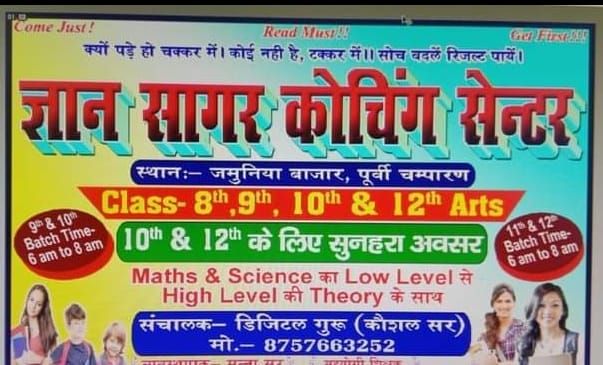 Come Just ! Read Must !! Get First !!!
क्यों पड़े हो चक्कर में। कोई नही है, टक्कर में।। सोच बदलें रिजल्ट पायें।
ज्ञान सागर कोचिंग सेन्टर
स्थानः– जमुनिया बाजार, पूर्वी चम्पारण
Class- 8th,9th, 10th & 12th Arts
9th & 10th
Batch Time-
6 am to 8 am
10th & 12th के लिए सुनहरा अवसर
11th & 12th
Batch Time-
6 am to 8 am
Maths & Science का Low Level से
High Level की Theory के साथ
संचालक– डिजिटल गुरू (कौशल सर)
मो.– 8757663252